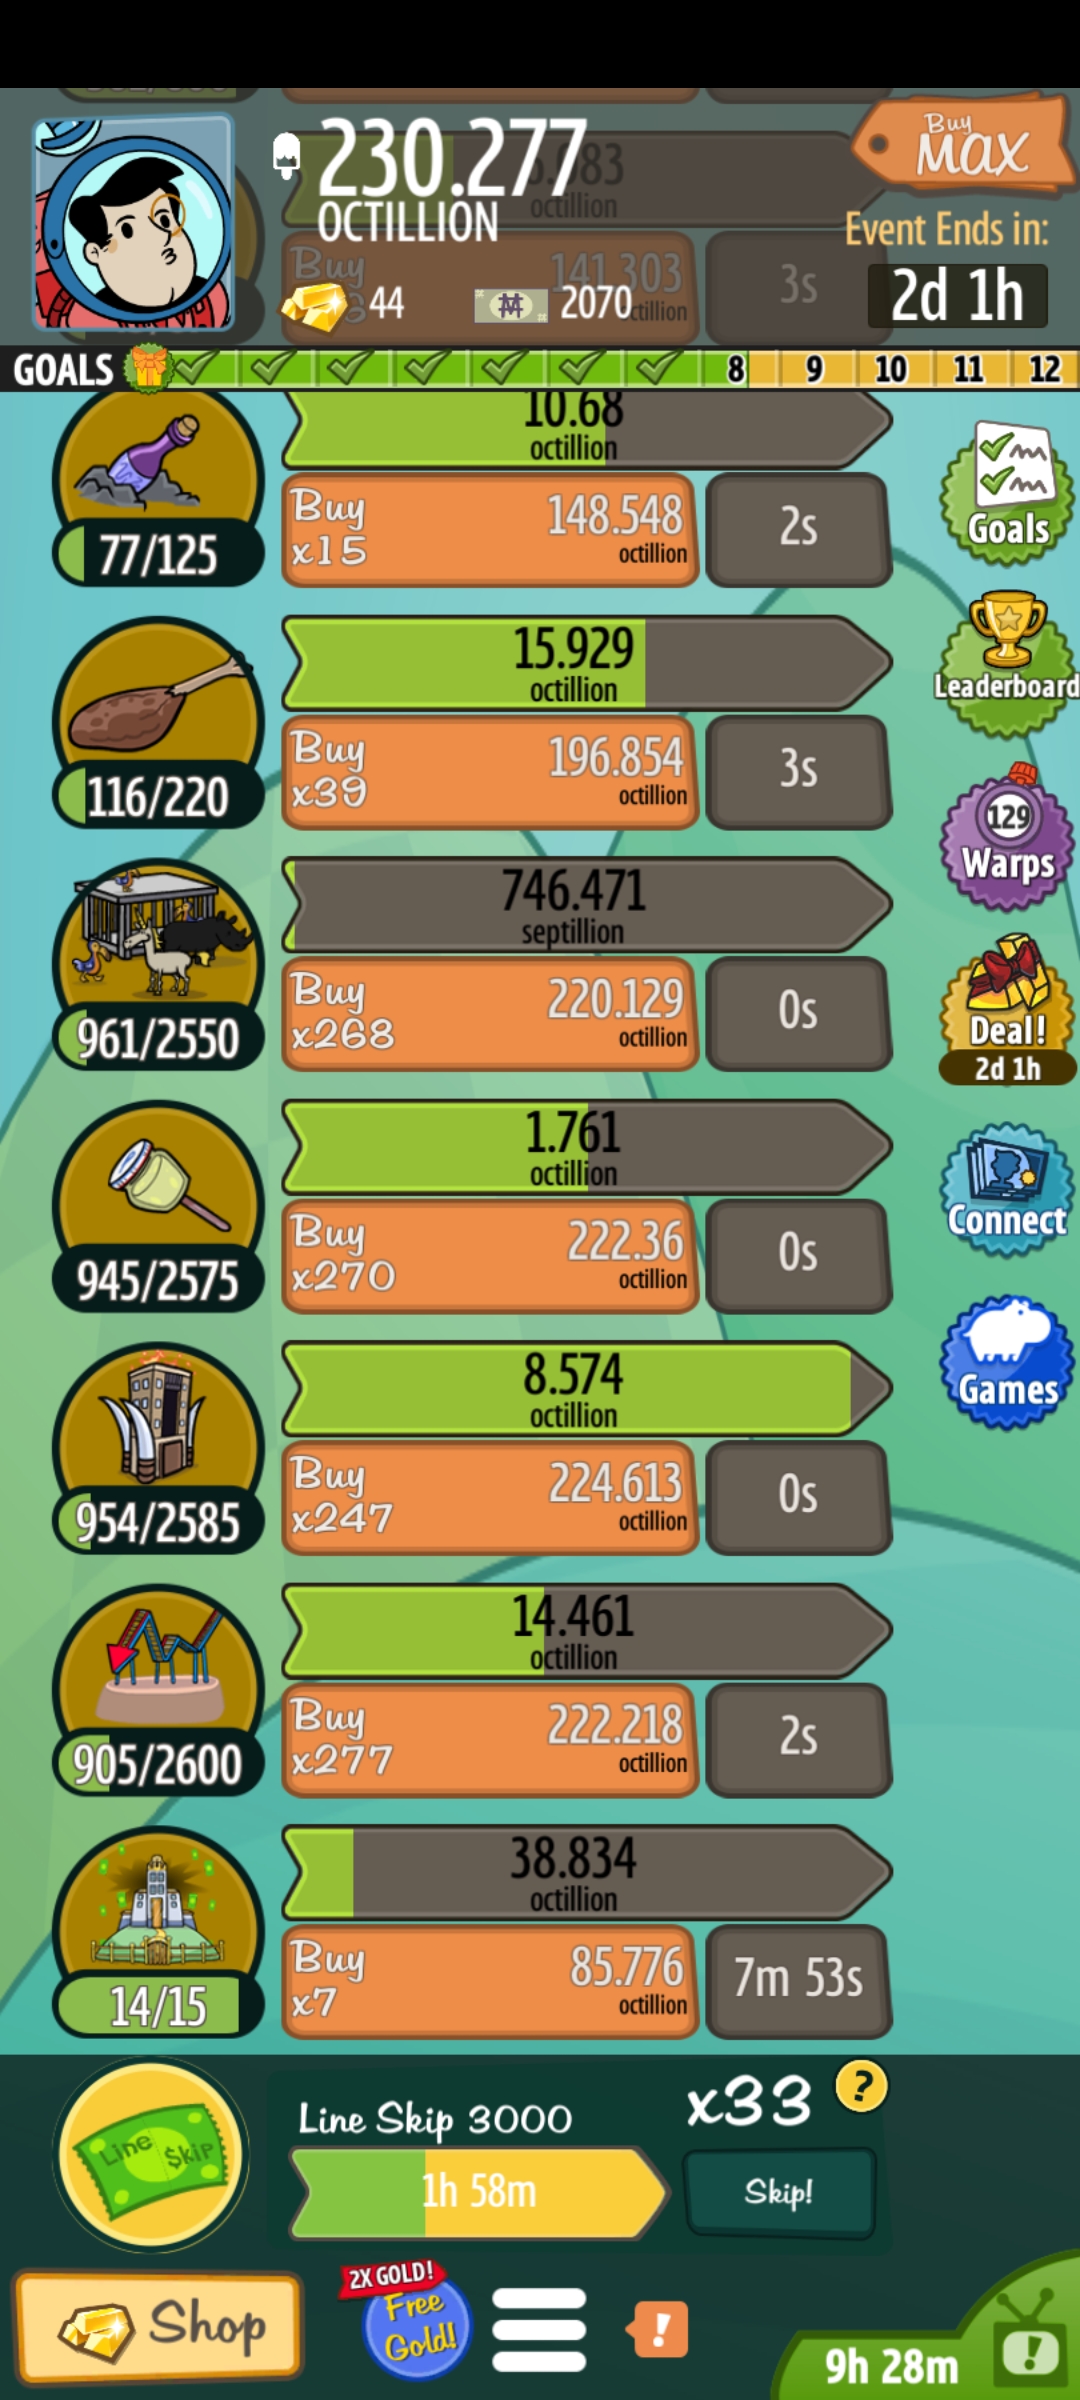 230.277
OCTILLION
Buy
MAX
Event Ends in:
2d 1h
octillion
Buy
141.303
3s
44
2070
GOALS
8
9
10
11
12
10.68
octillion
77/125
Buy
x15
148.548
octillion
2s
Goals
15.929
octillion
116/220
Buy
x39
196.854
octillion
3s
Leaderboard
746.471
septillion
961/2550
Buy
x268
220.129
octillion
0s
129
Warps
Deal!
2d 1h
1.761
octillion
945/2575
Buy
x270
222.36
octillion
0s
Connect
8.574
octillion
954/2585
Buy
x247
224.613
octillion
0s
Games
14.461
octillion
905/2600
Buy
x277
222.218
octillion
2s
38.834
octillion
14/15
Buy
x7
85.776
octillion
7m 53s
Line $kip
Line Skip 3000
1h 58m
x33
?
Skip!
Shop
2X GOLD!
Free
Gold!
!
9h 28m
!